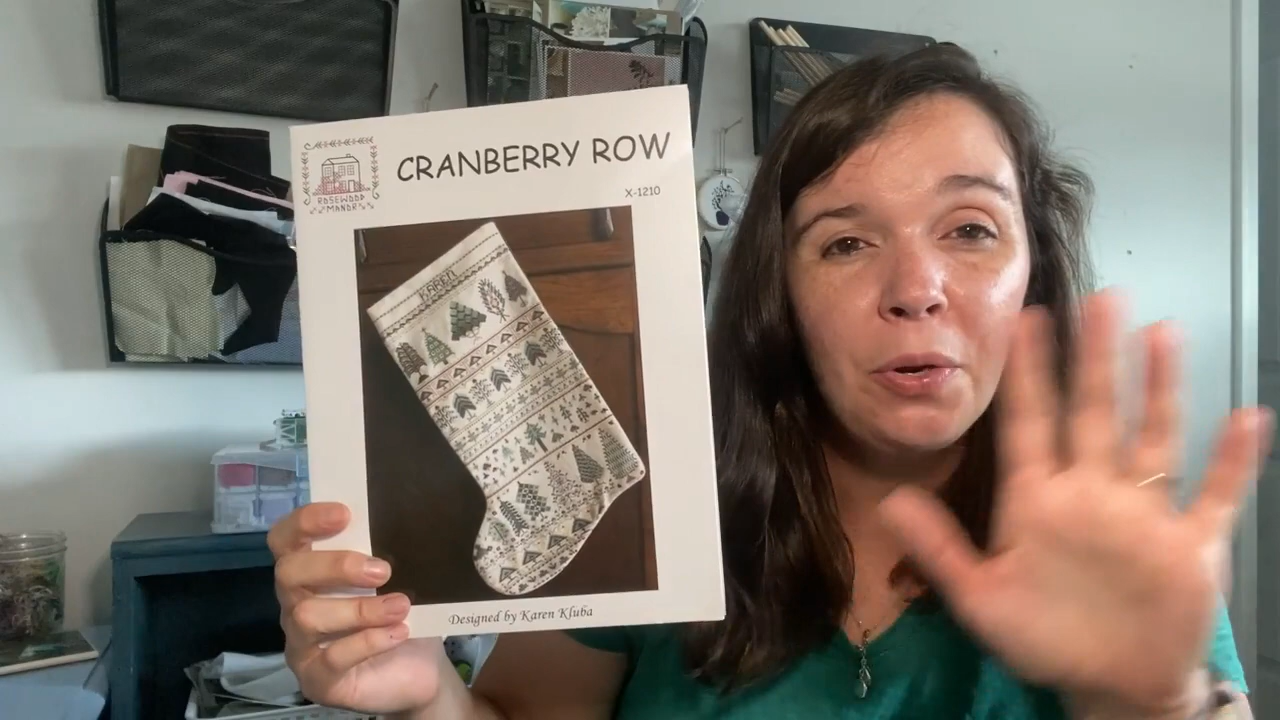 CRANBERRY ROW
ROSEWOOD
MANOR
X-1210
KAREN
Designed by Karen Kluba